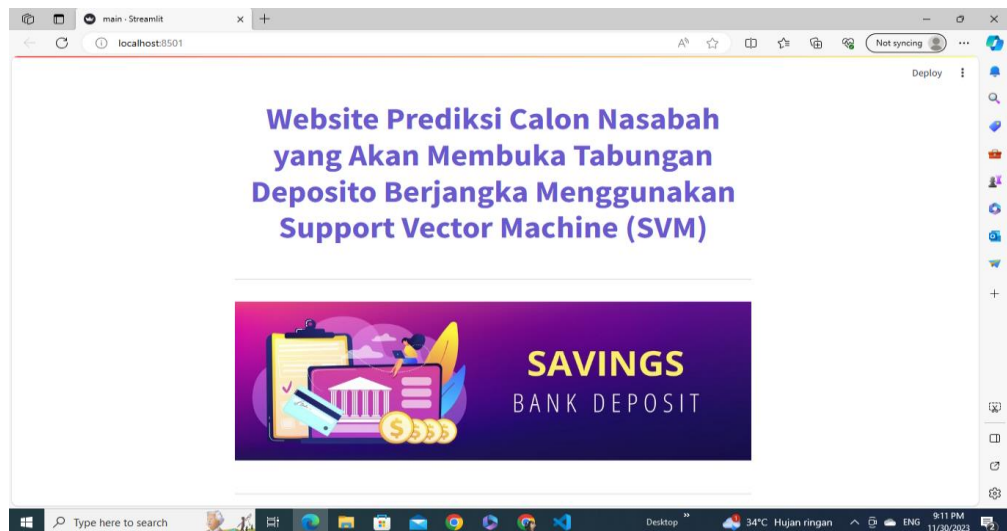 main - Streamlit
localhost:8501
Not syncing
Deploy
Website Prediksi Calon Nasabah
yang Akan Membuka Tabungan
Deposito Berjangka Menggunakan
Support Vector Machine (SVM)
SAVINGS
BANK DEPOSIT
Type here to search
Desktop
34°C Hujan ringan
ENG
9:11 PM
11/30/2023